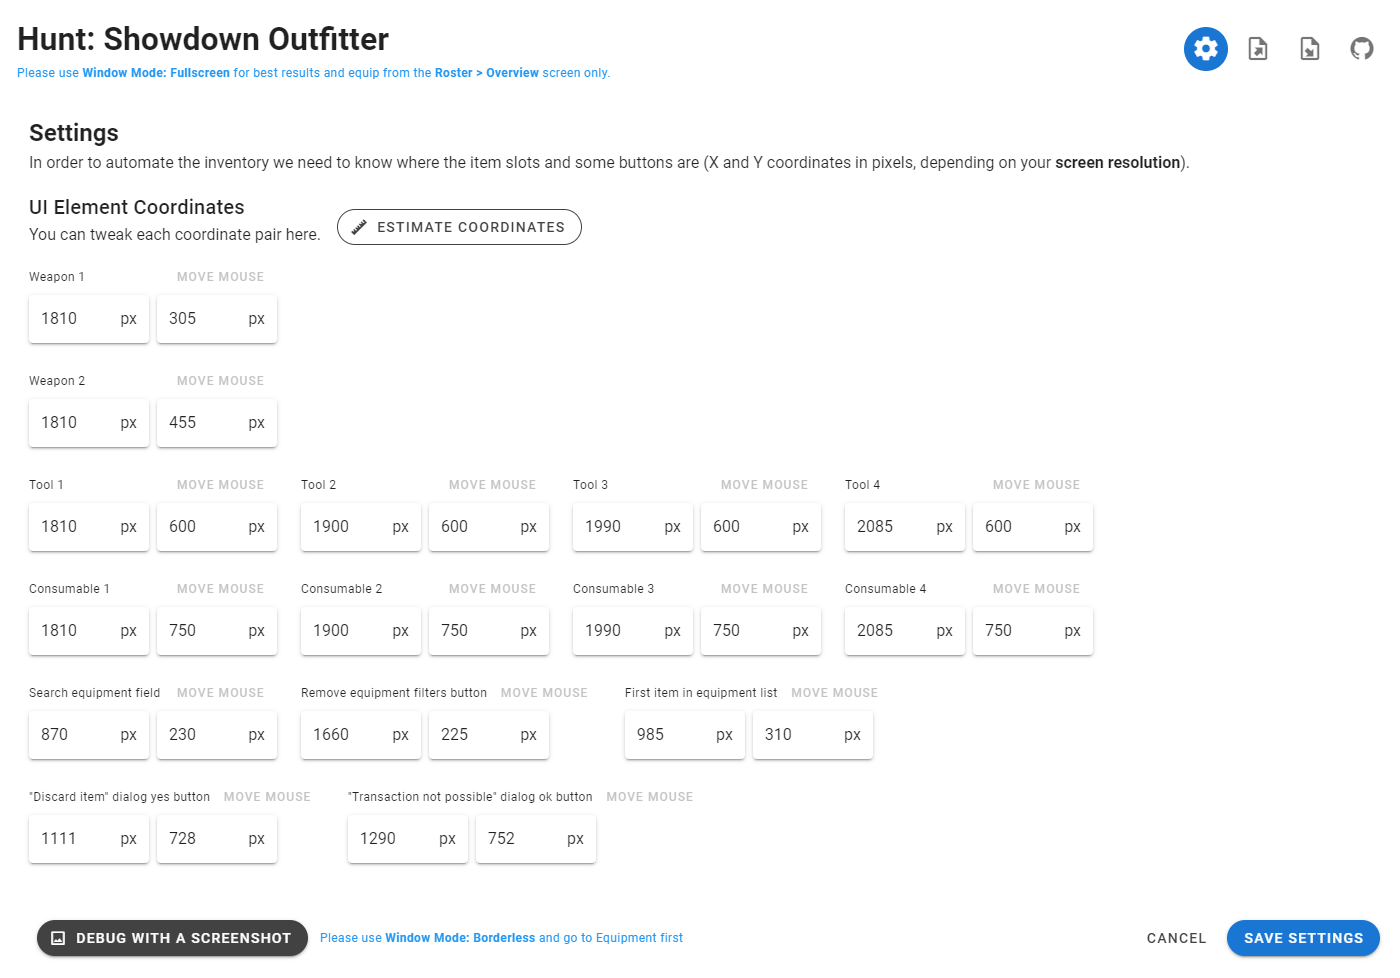 Hunt: Showdown Outfitter
Please use Window Mode: Fullscreen for best results and equip from the Roster > Overview screen only.
Settings
In order to automate the inventory we need to know where the item slots and some buttons are (X and Y coordinates in pixels, depending on your screen resolution).
UI Element Coordinates
You can tweak each coordinate pair here.
ESTIMATE COORDINATES
Weapon 1 MOVE MOUSE
1810 px 305 px
Weapon 2 MOVE MOUSE
1810 px 455 px
Tool 1 MOVE MOUSE Tool 2 MOVE MOUSE Tool 3 MOVE MOUSE Tool 4 MOVE MOUSE
1810 px 600 px 1900 px 600 px 1990 px 600 px 2085 px 600 px
Consumable 1 MOVE MOUSE Consumable 2 MOVE MOUSE Consumable 3 MOVE MOUSE Consumable 4 MOVE MOUSE
1810 px 750 px 1900 px 750 px 1990 px 750 px 2085 px 750 px
Search equipment field MOVE MOUSE Remove equipment filters button MOVE MOUSE First item in equipment list MOVE MOUSE
870 px 230 px 1660 px 225 px 985 px 310 px
"Discard item" dialog yes button MOVE MOUSE "Transaction not possible" dialog ok button MOVE MOUSE
1111 px 728 px 1290 px 752 px
DEBUG WITH A SCREENSHOT Please use Window Mode: Borderless and go to Equipment first CANCEL SAVE SETTINGS